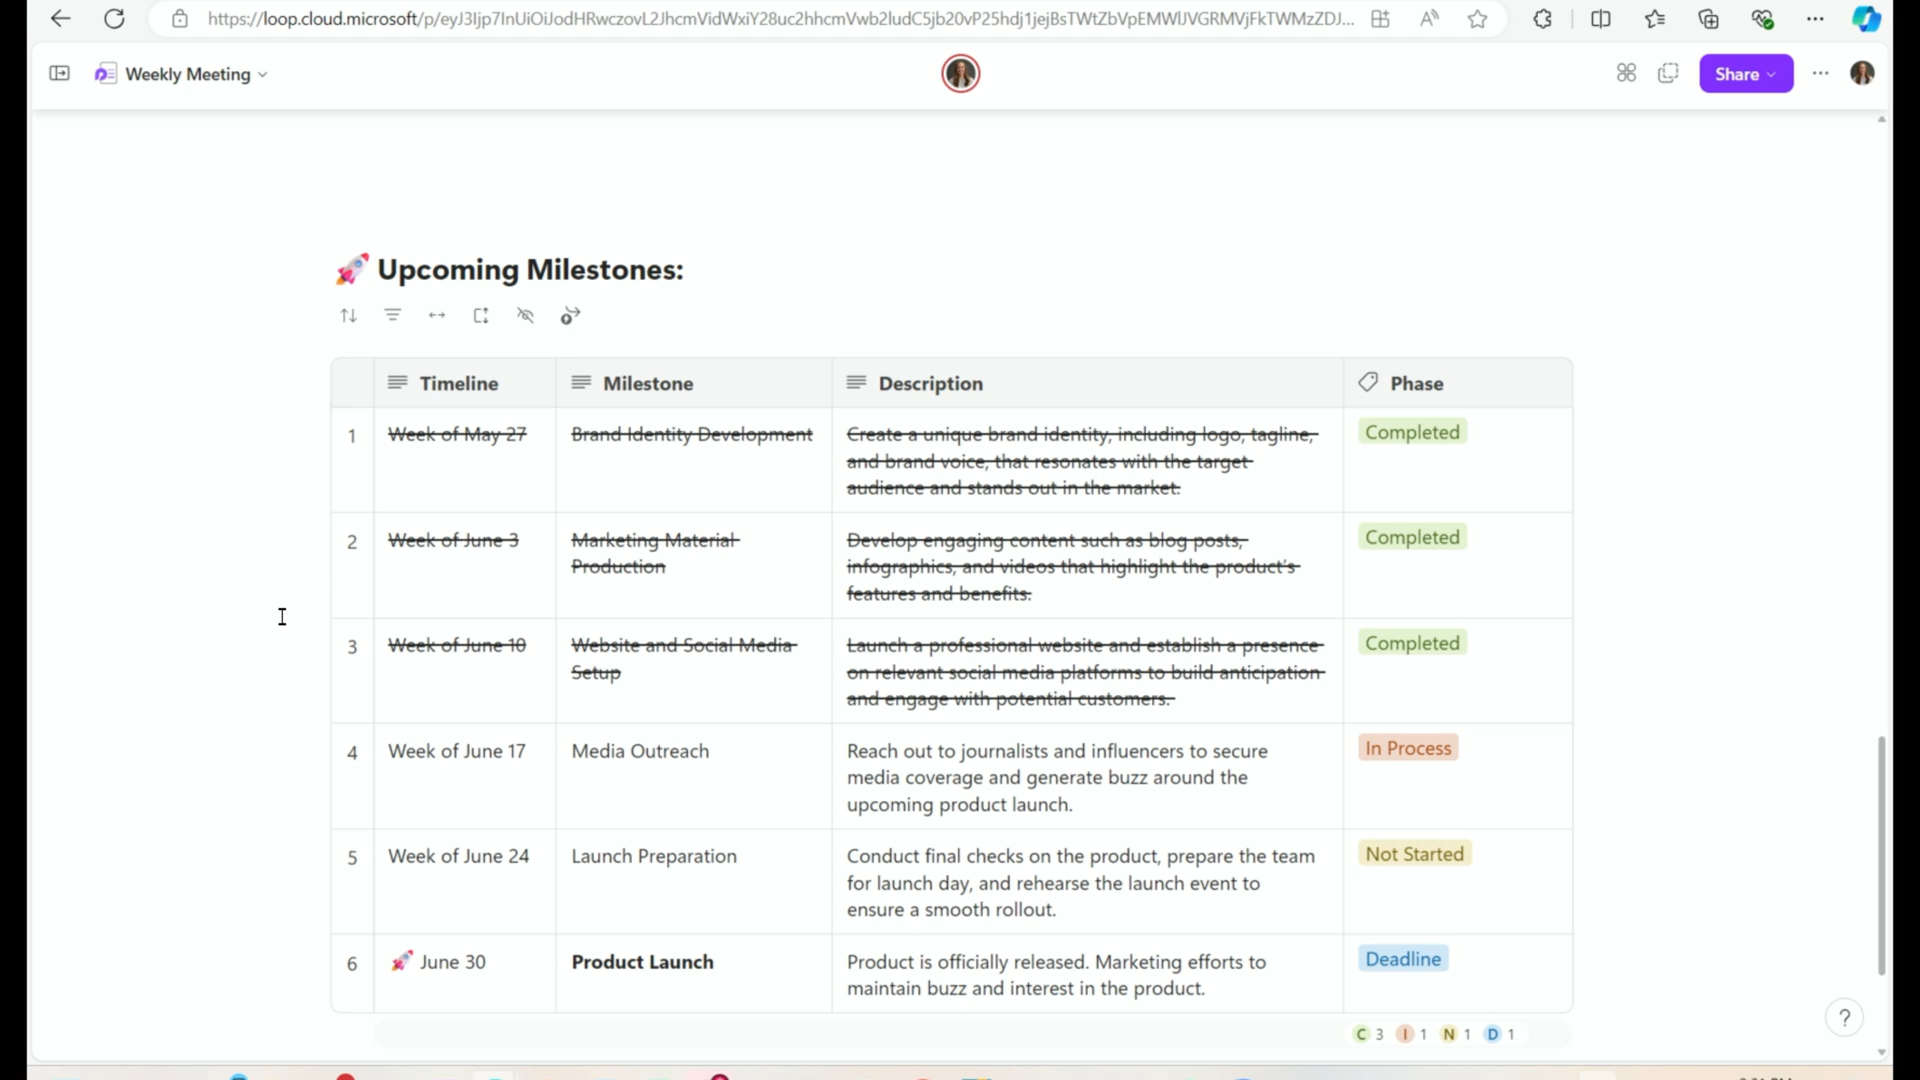 https://loop.cloud.microsoft/p/
Weekly Meeting
Share
🚀 Upcoming Milestones:
Timeline Milestone Description Phase
1 Week of May 27 Brand Identity Development Create a unique brand identity, including logo, tagline, Completed
and brand voice, that resonates with the target
audience and stands out in the market.
2 Week of June 3 Marketing Material Develop engaging content such as blog posts, Completed
Production infographics, and videos that highlight the product's
features and benefits.
3 Week of June 10 Website and Social Media Launch a professional website and establish a presence Completed
Setup on relevant social media platforms to build anticipation
and engage with potential customers.
4 Week of June 17 Media Outreach Reach out to journalists and influencers to secure In Process
media coverage and generate buzz around the
upcoming product launch.
5 Week of June 24 Launch Preparation Conduct final checks on the product, prepare the team Not Started
for launch day, and rehearse the launch event to
ensure a smooth rollout.
6 🚀 June 30 Product Launch Product is officially released. Marketing efforts to Deadline
maintain buzz and interest in the product.
C 3 I 1 N 1 D 1
?